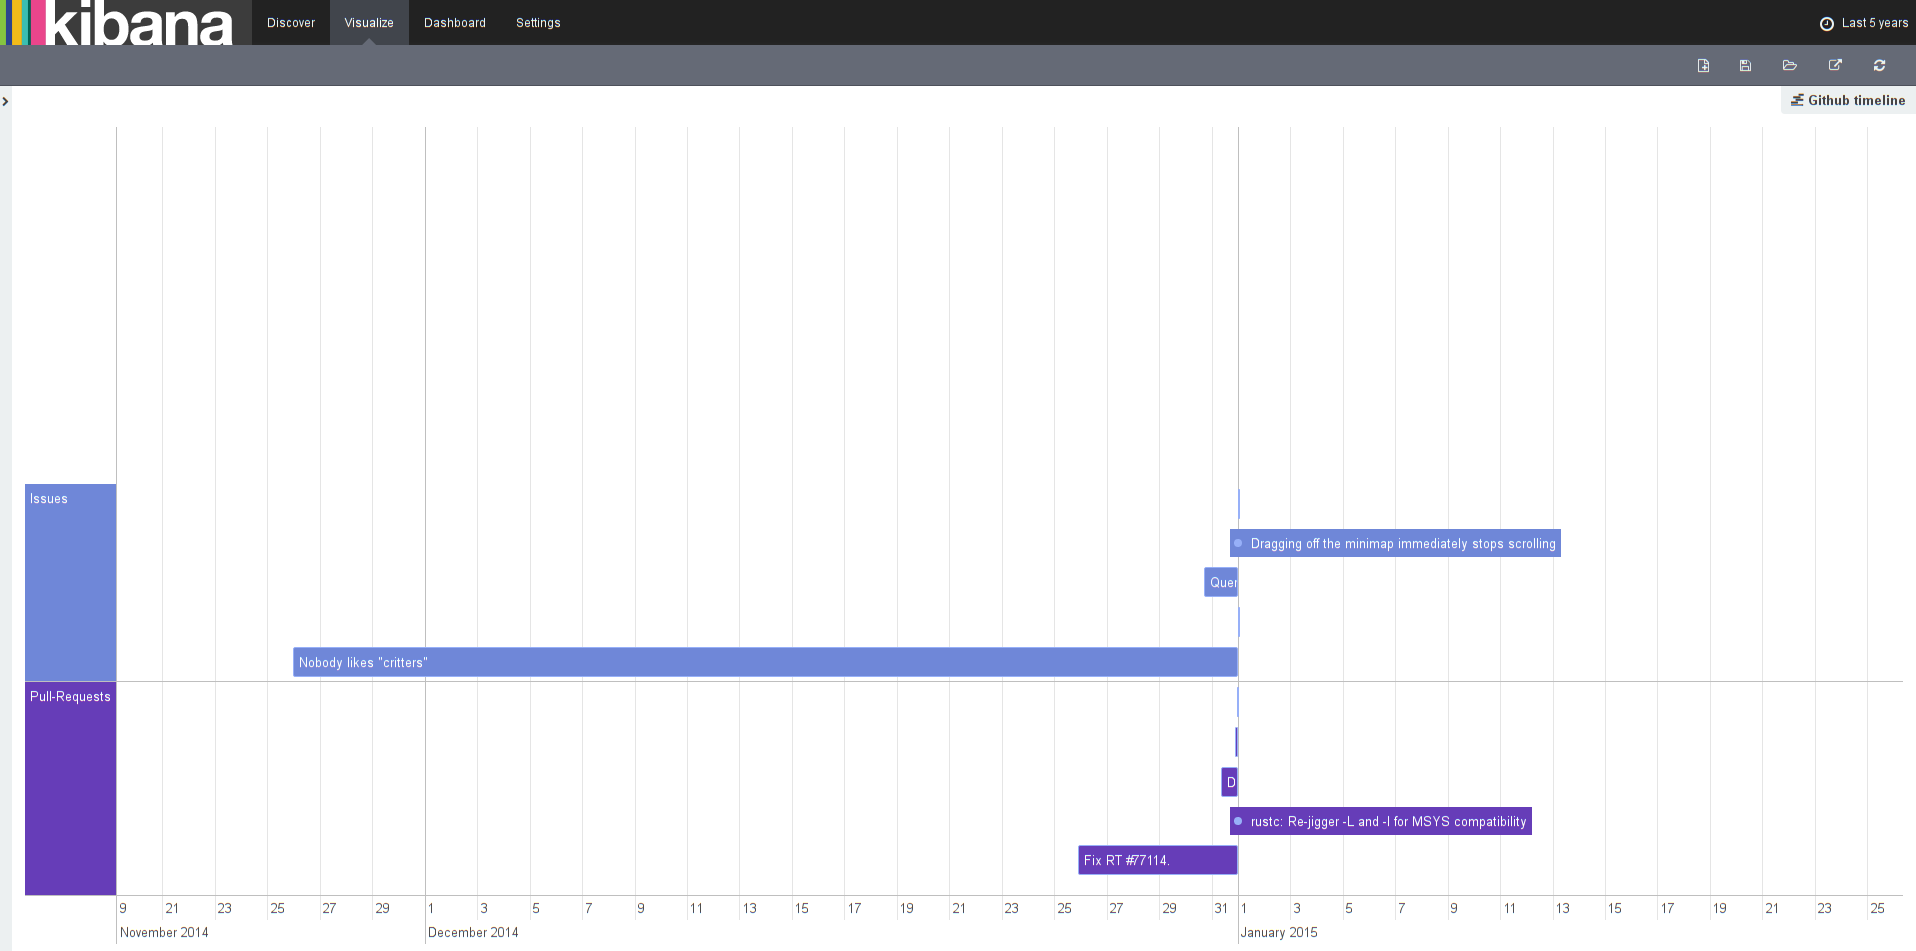 kibana Discover Visualize Dashboard Settings Last 5 years
Github timeline
Issues
Dragging off the minimap immediately stops scrolling
Quer
Nobody likes "critters"
Pull-Requests
D
rustc: Re-jigger -L and -l for MSYS compatibility
Fix RT #77114.
9 21 23 25 27 29 1 3 5 7 9 11 13 15 17 19 21 23 25 27 29 31 1 3 5 7 9 11 13 15 17 19 21 23 25
November 2014 December 2014 January 2015